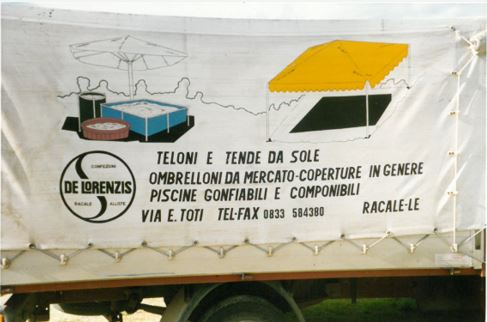 TELONI E TENDE DA SOLE
OMBRELLONI DA MERCATO-COPERTURE IN GENERE
PISCINE GONFIABILI E COMPONIBILI
VIA E. TOTI TEL-FAX 0833 584380 RACALE-LE
CONFEZIONI
DE LORENZIS
RACALE ALLISTE